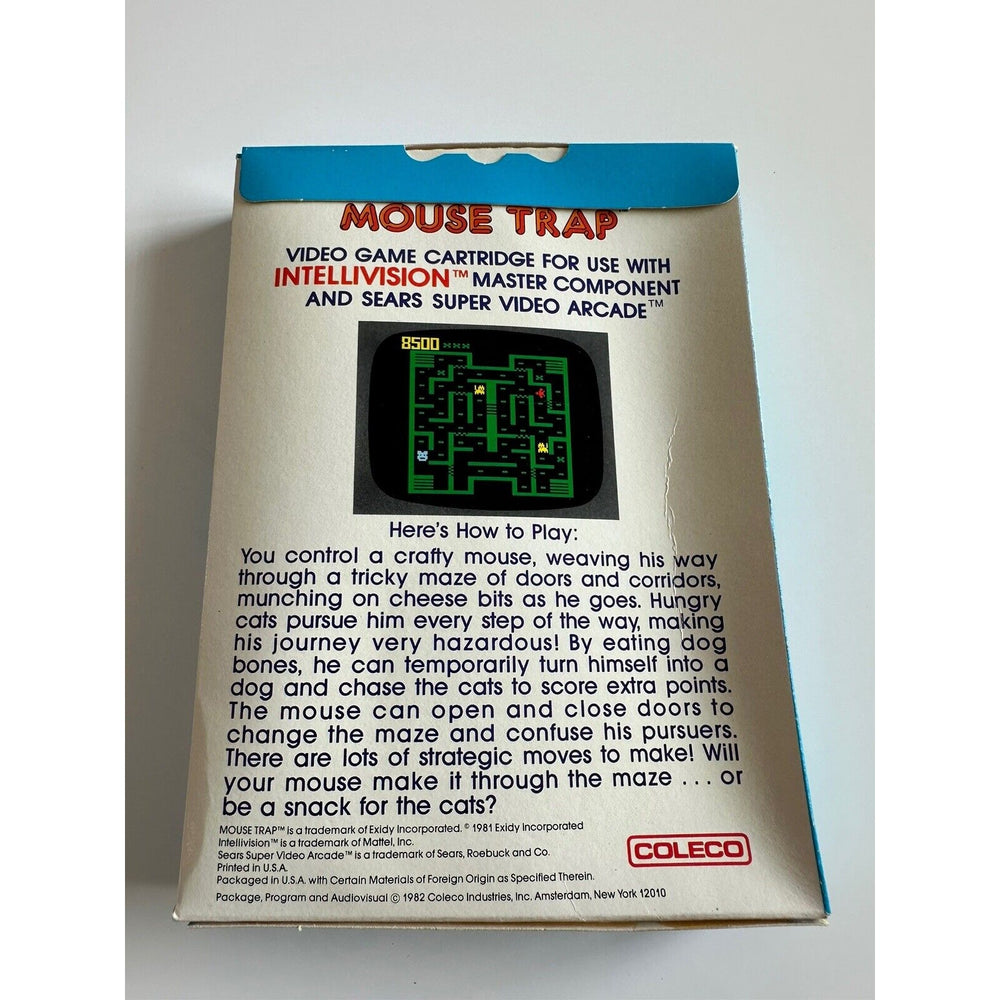 MOUSE TRAP™
VIDEO GAME CARTRIDGE FOR USE WITH
INTELLIVISION™ MASTER COMPONENT
AND SEARS SUPER VIDEO ARCADE™
8500
Here's How to Play:
You control a crafty mouse, weaving his way
through a tricky maze of doors and corridors,
munching on cheese bits as he goes. Hungry
cats pursue him every step of the way, making
his journey very hazardous! By eating dog
bones, he can temporarily turn himself into a
dog and chase the cats to score extra points.
The mouse can open and close doors to
change the maze and confuse his pursuers.
There are lots of strategic moves to make! Will
your mouse make it through the maze . . . or
be a snack for the cats?
MOUSE TRAP™ is a trademark of Exidy Incorporated. © 1981 Exidy Incorporated
Intellivision™ is a trademark of Mattel, Inc.
Sears Super Video Arcade™ is a trademark of Sears, Roebuck and Co.
Printed in U.S.A.
Packaged in U.S.A. with Certain Materials of Foreign Origin as Specified Therein.
Package, Program and Audiovisual © 1982 Coleco Industries, Inc. Amsterdam, New York 12010
COLECO